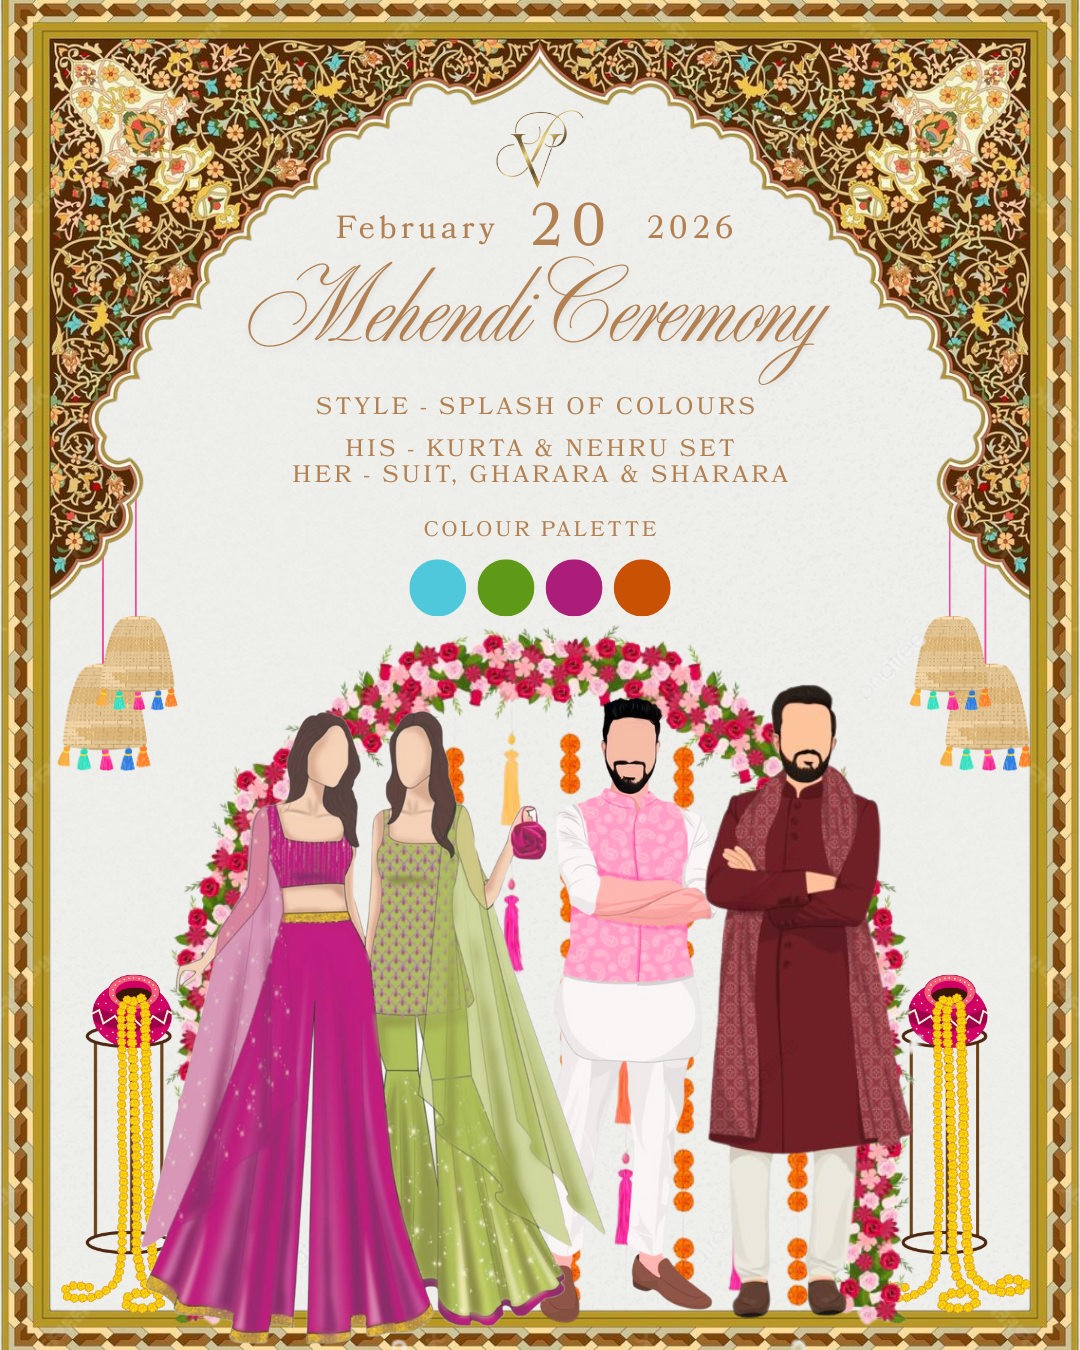 VP
February 20 2026
Mehendi Ceremony
STYLE - SPLASH OF COLOURS
HIS - KURTA & NEHRU SET
HER - SUIT, GHARARA & SHARARA
COLOUR PALETTE